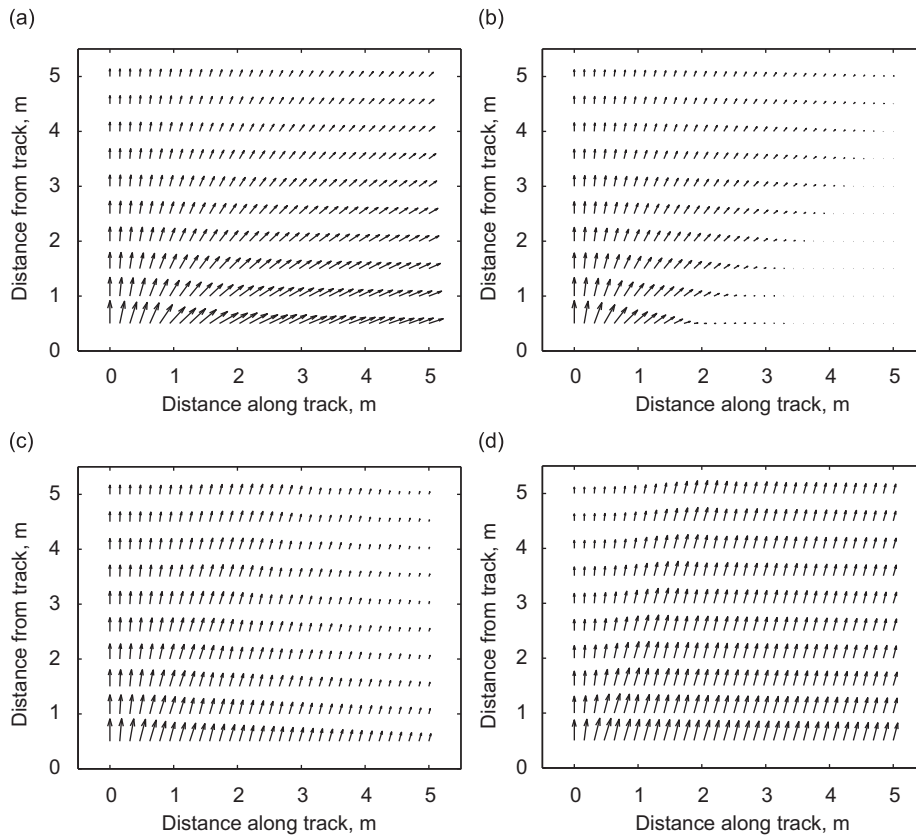 (a)
5
4
3
2
1
0
Distance from track, m
0 1 2 3 4 5
Distance along track, m
(b)
5
4
3
2
1
0
Distance from track, m
0 1 2 3 4 5
Distance along track, m
(c)
5
4
3
2
1
0
Distance from track, m
0 1 2 3 4 5
Distance along track, m
(d)
5
4
3
2
1
0
Distance from track, m
0 1 2 3 4 5
Distance along track, m